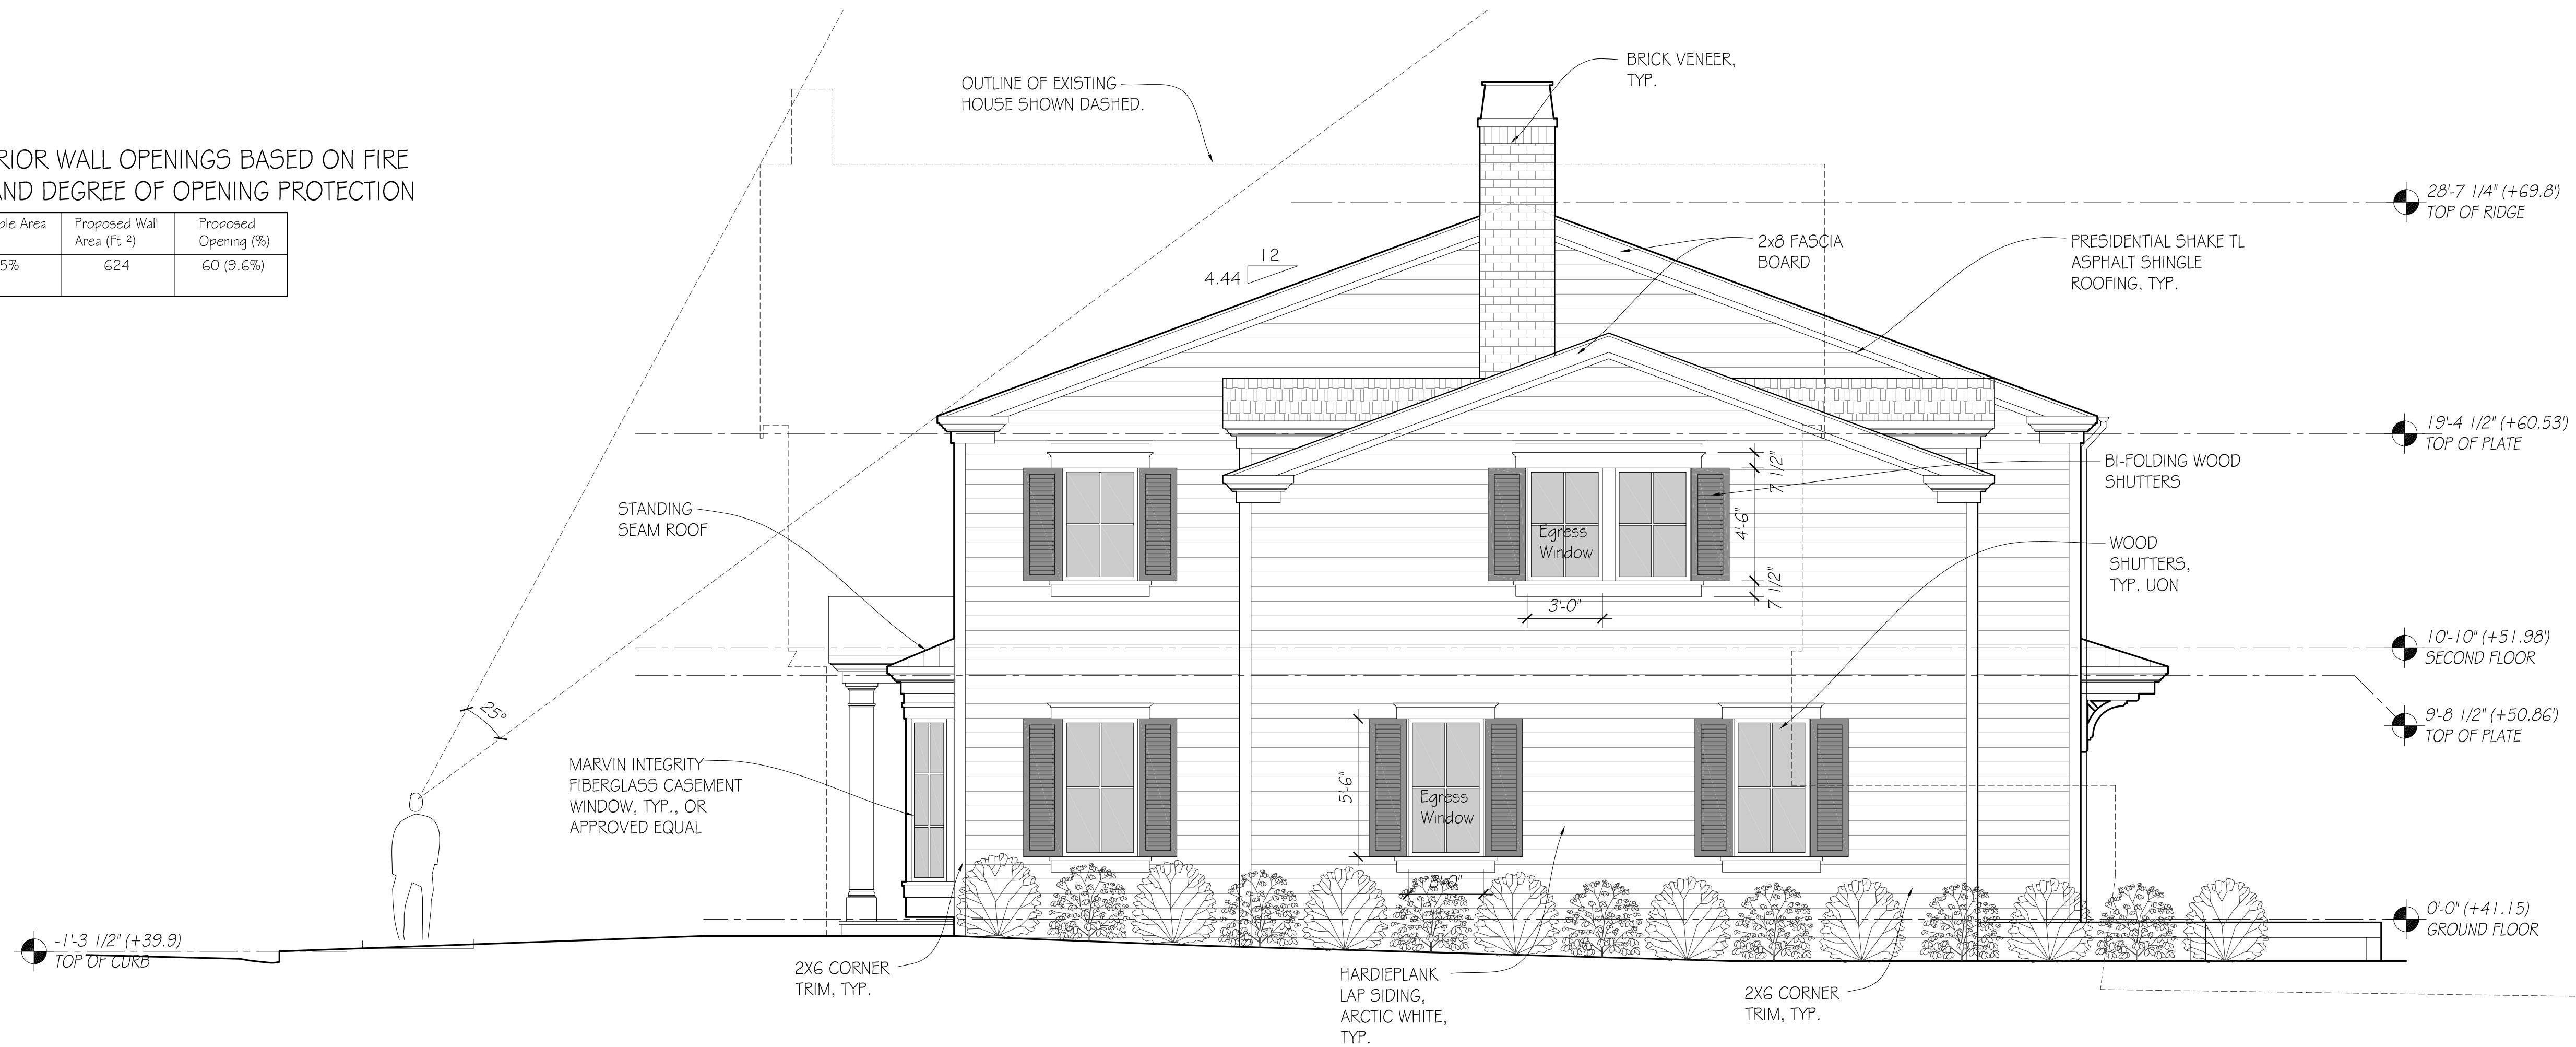 RIOR WALL OPENINGS BASED ON FIRE
AND DEGREE OF OPENING PROTECTION
ble Area
Proposed Wall
Area (Ft ²)
Proposed
Opening (%)
5%
624
60 (9.6%)
OUTLINE OF EXISTING
HOUSE SHOWN DASHED.
BRICK VENEER,
TYP.
28'-7 1/4" (+69.8')
TOP OF RIDGE
12
4.44
2x8 FASCIA
BOARD
PRESIDENTIAL SHAKE TL
ASPHALT SHINGLE
ROOFING, TYP.
19'-4 1/2" (+60.53')
TOP OF PLATE
7 1/2"
BI-FOLDING WOOD
SHUTTERS
STANDING
SEAM ROOF
4'-6"
Egress
Window
WOOD
SHUTTERS,
TYP. UON
7 1/2"
3'-0"
10'-10" (+51.98')
SECOND FLOOR
25°
9'-8 1/2" (+50.86')
TOP OF PLATE
MARVIN INTEGRITY
FIBERGLASS CASEMENT
WINDOW, TYP., OR
APPROVED EQUAL
5'-6"
Egress
Window
3'-0"
0'-0" (+41.15)
GROUND FLOOR
-1'-3 1/2" (+39.9)
TOP OF CURB
2X6 CORNER
TRIM, TYP.
HARDIEPLANK
LAP SIDING,
ARCTIC WHITE,
TYP.
2X6 CORNER
TRIM, TYP.